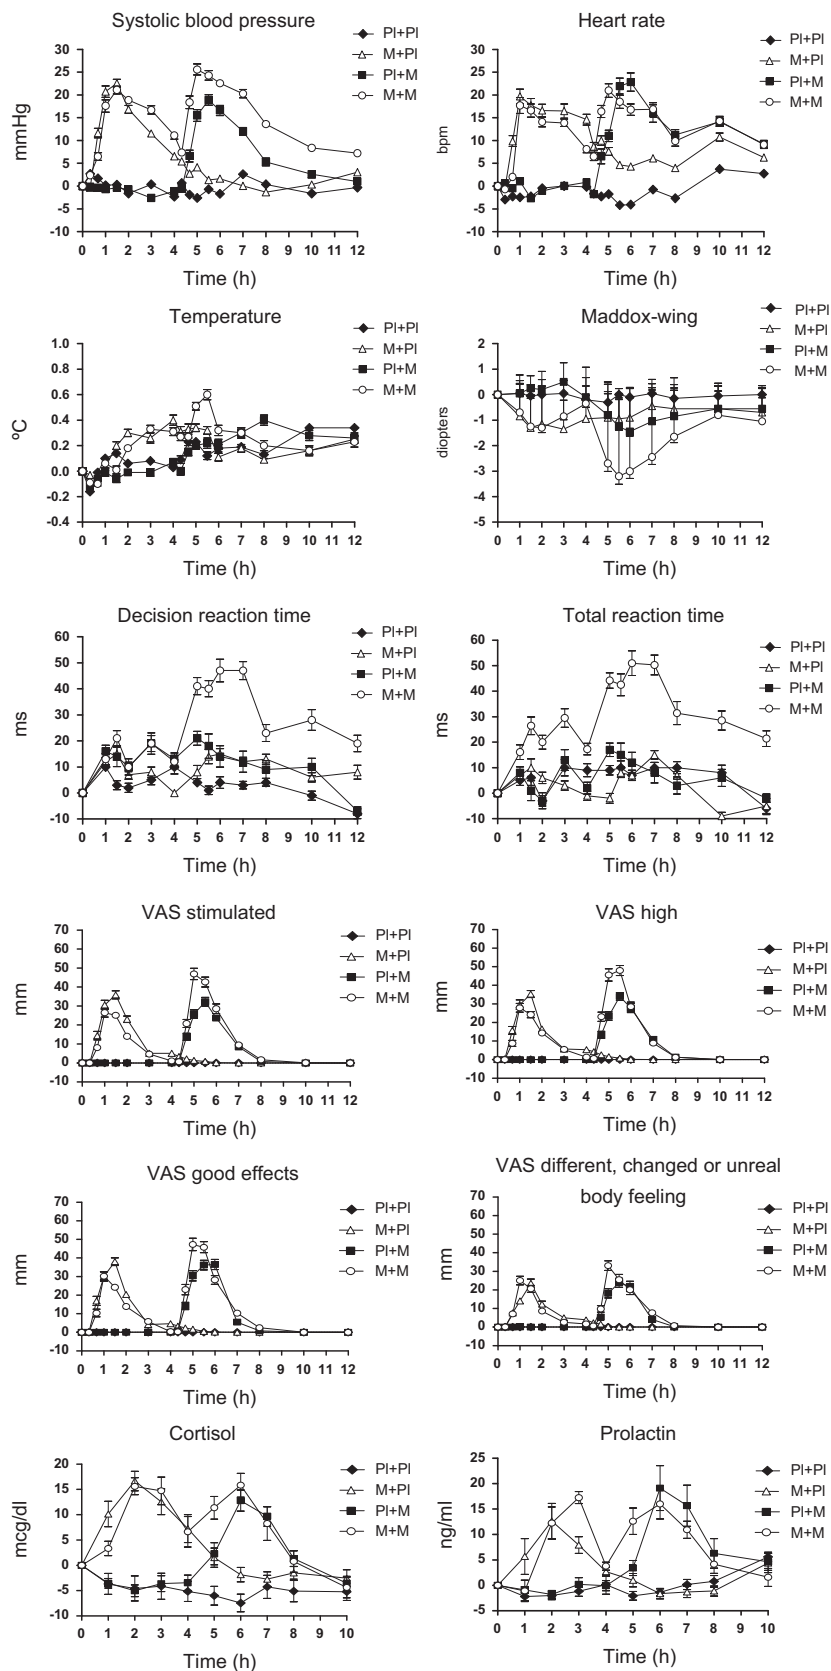 Systolic blood pressure
Pl+Pl
M+Pl
Pl+M
M+M
30
25
20
15
10
5
0
-5
-10
mmHg
0 1 2 3 4 5 6 7 8 9 10 11 12
Time (h)
Heart rate
Pl+Pl
M+Pl
Pl+M
M+M
30
25
20
15
10
5
0
-5
-10
bpm
0 1 2 3 4 5 6 7 8 9 10 11 12
Time (h)
Temperature
Pl+Pl
M+Pl
Pl+M
M+M
1.0
0.8
0.6
0.4
0.2
0.0
-0.2
-0.4
ºC
0 1 2 3 4 5 6 7 8 9 10 11 12
Time (h)
Maddox-wing
Pl+Pl
M+Pl
Pl+M
M+M
2
1
0
-1
-2
-3
-4
-5
diopters
0 1 2 3 4 5 6 7 8 9 10 11 12
Time (h)
Decision reaction time
Pl+Pl
M+Pl
Pl+M
M+M
60
50
40
30
20
10
0
-10
ms
0 1 2 3 4 5 6 7 8 9 10 11 12
Time (h)
Total reaction time
Pl+Pl
M+Pl
Pl+M
M+M
60
50
40
30
20
10
0
-10
ms
0 1 2 3 4 5 6 7 8 9 10 11 12
Time (h)
VAS stimulated
Pl+Pl
M+Pl
Pl+M
M+M
70
60
50
40
30
20
10
0
-10
mm
0 1 2 3 4 5 6 7 8 9 10 11 12
Time (h)
VAS high
Pl+Pl
M+Pl
Pl+M
M+M
70
60
50
40
30
20
10
0
-10
mm
0 1 2 3 4 5 6 7 8 9 10 11 12
Time (h)
VAS good effects
Pl+Pl
M+Pl
Pl+M
M+M
70
60
50
40
30
20
10
0
-10
mm
0 1 2 3 4 5 6 7 8 9 10 11 12
Time (h)
VAS different, changed or unreal
body feeling
Pl+Pl
M+Pl
Pl+M
M+M
70
60
50
40
30
20
10
0
-10
mm
0 1 2 3 4 5 6 7 8 9 10 11 12
Time (h)
Cortisol
Pl+Pl
M+Pl
Pl+M
M+M
20
15
10
5
0
-5
-10
mcg/dl
0 1 2 3 4 5 6 7 8 9 10
Time (h)
Prolactin
Pl+Pl
M+Pl
Pl+M
M+M
25
20
15
10
5
0
-5
ng/ml
0 1 2 3 4 5 6 7 8 9 10
Time (h)